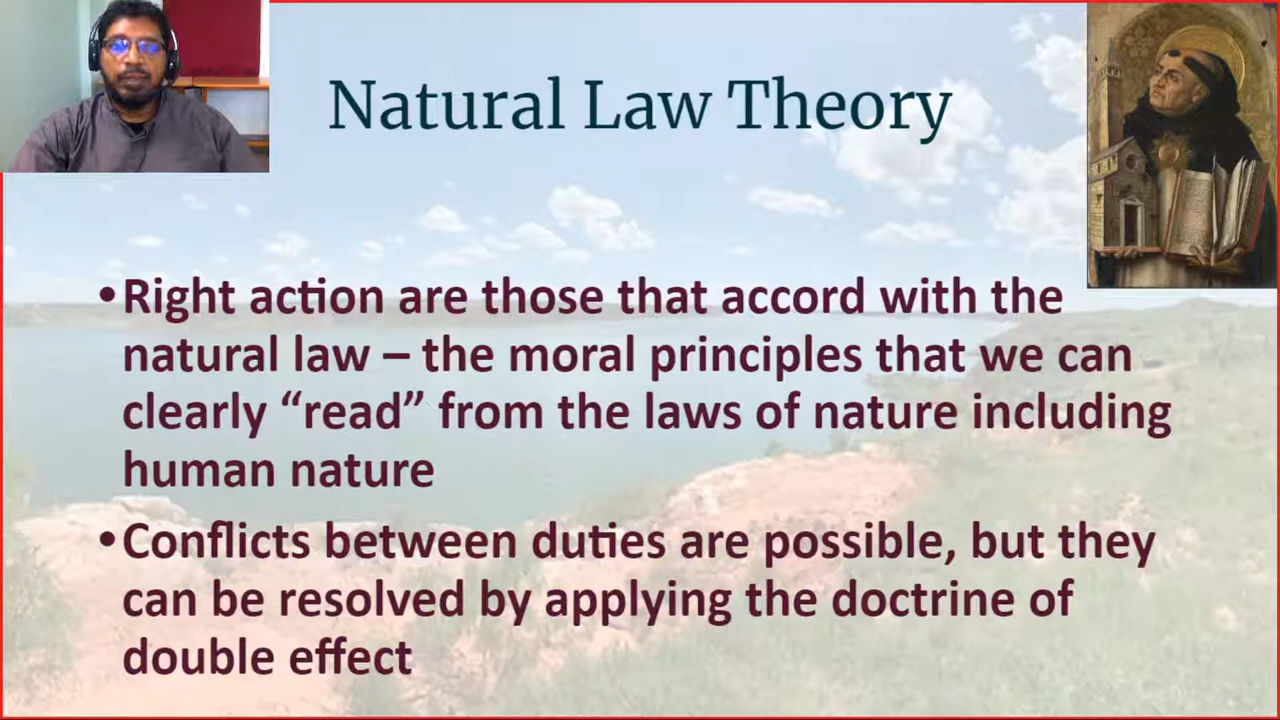 Natural Law Theory
•Right action are those that accord with the
natural law – the moral principles that we can
clearly “read” from the laws of nature including
human nature
•Conflicts between duties are possible, but they
can be resolved by applying the doctrine of
double effect